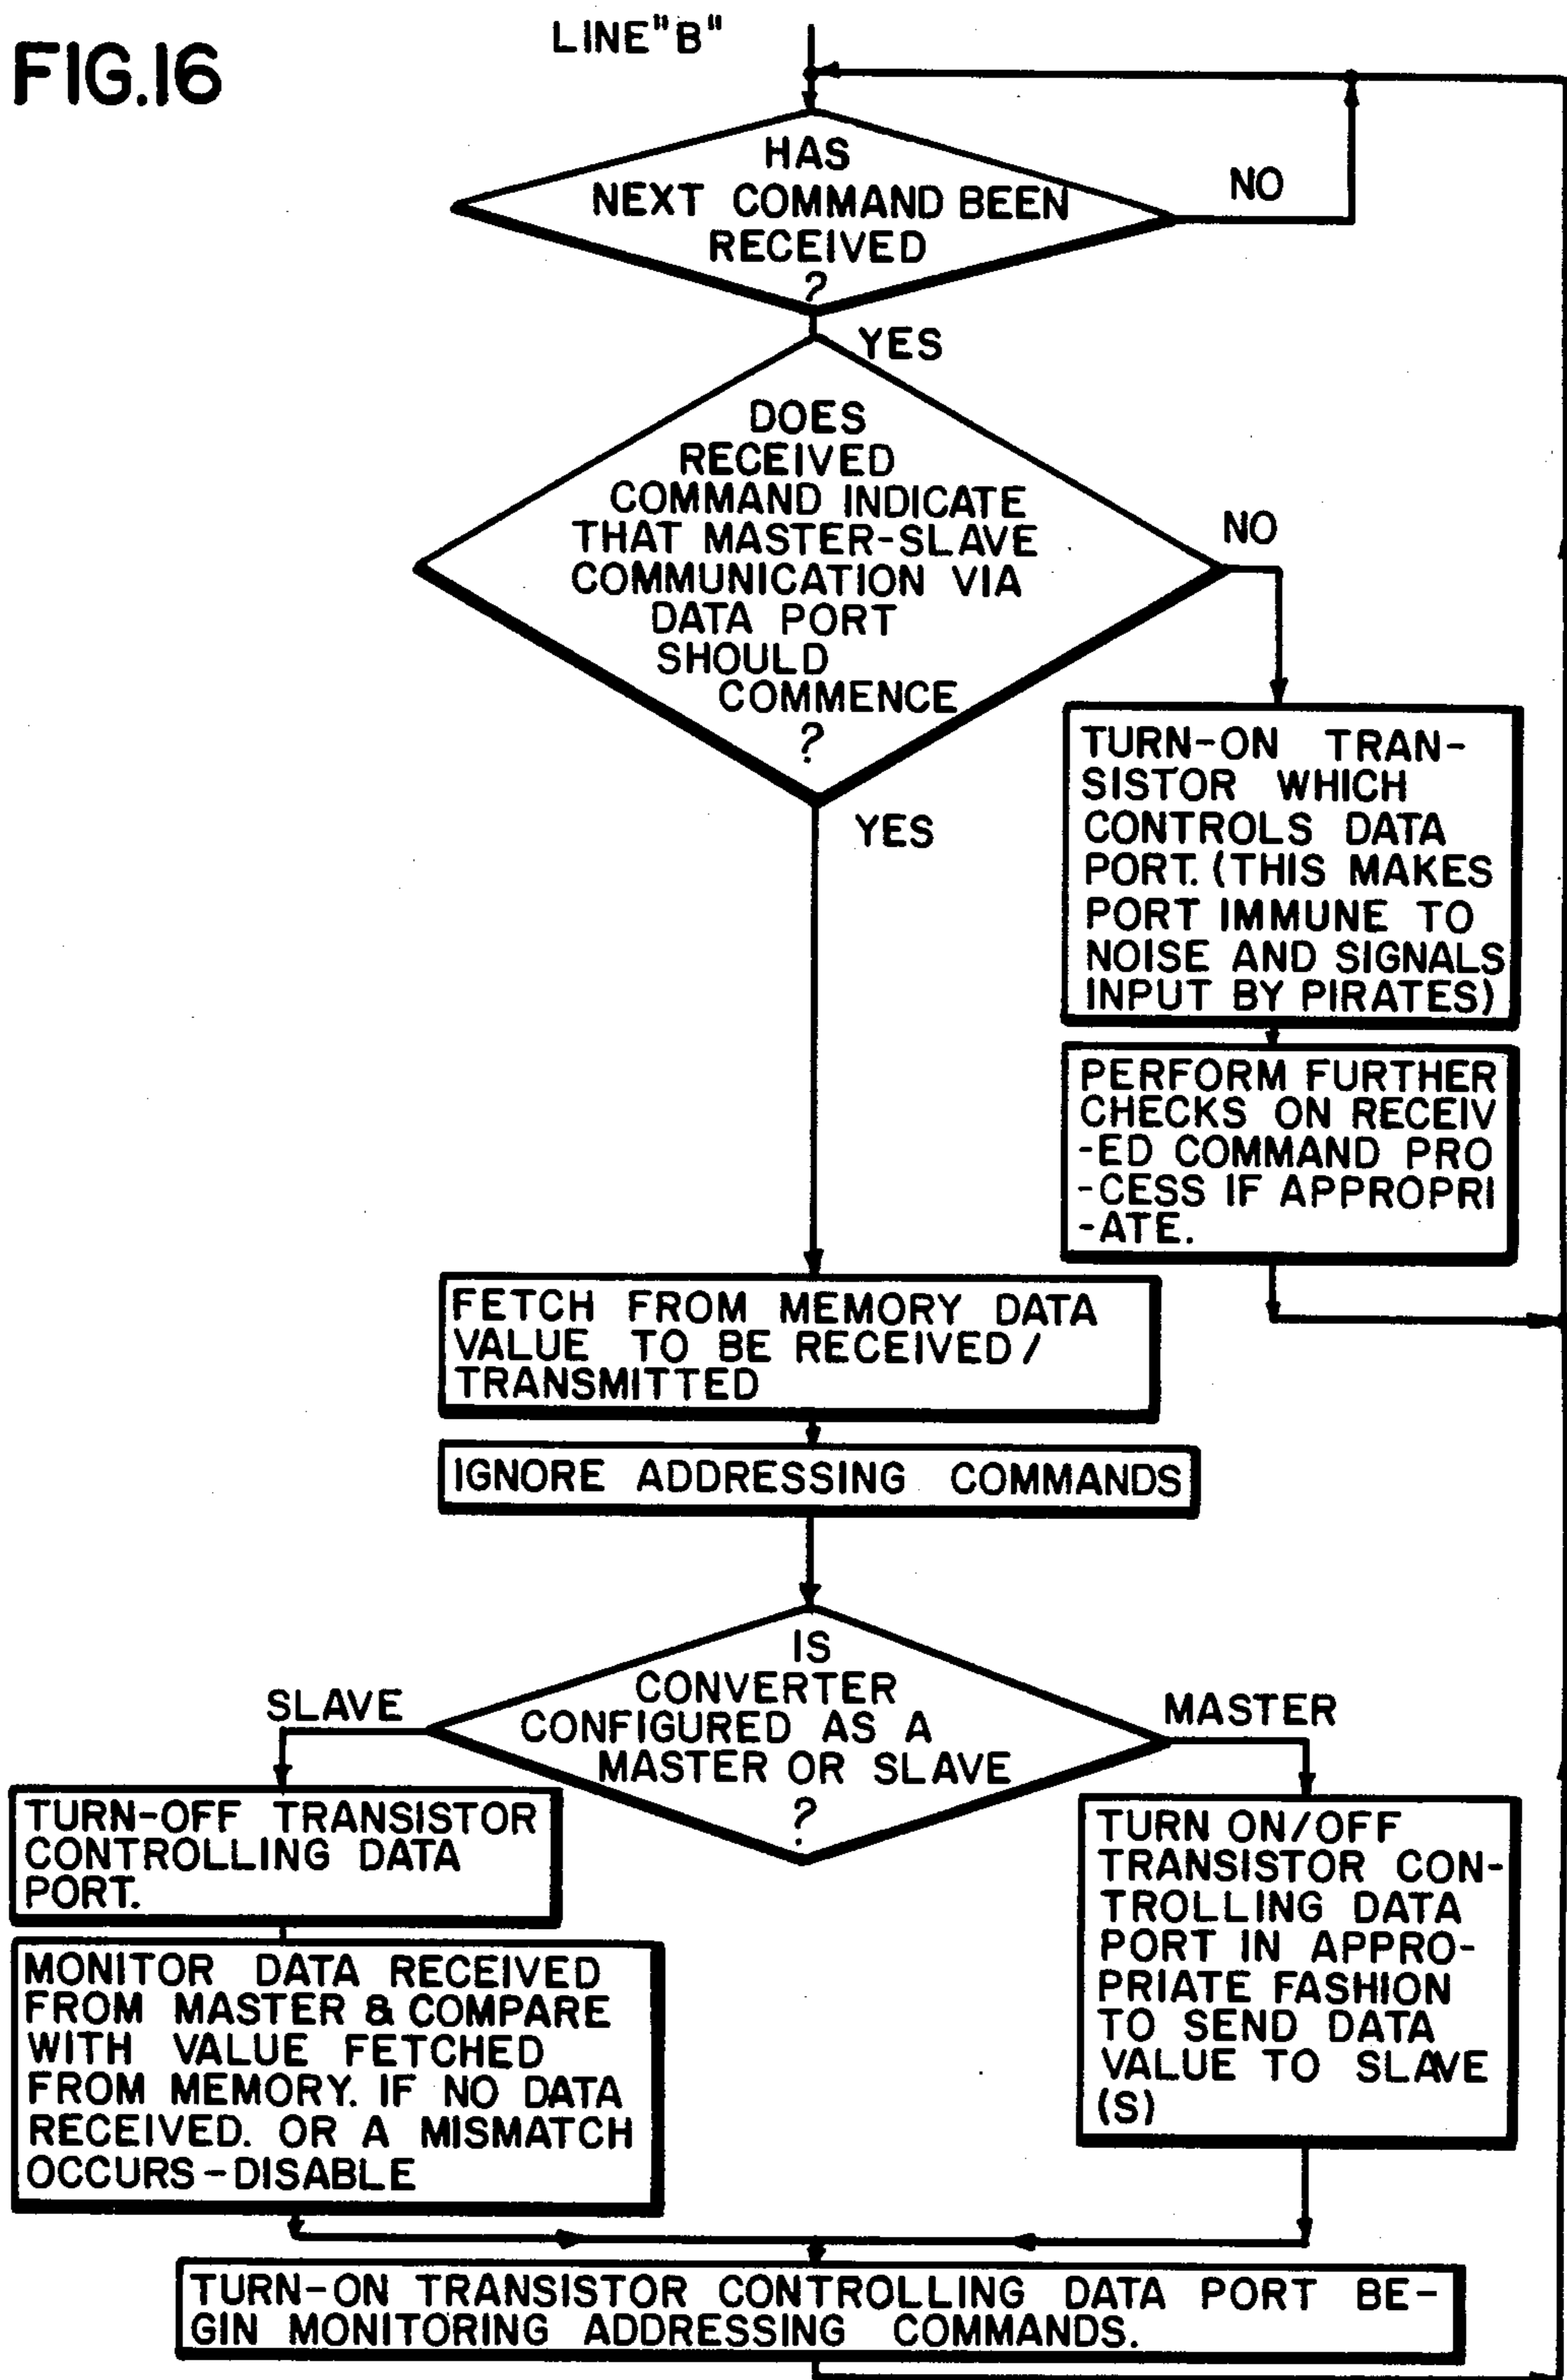 FIG.16
LINE"B"
HAS
NEXT COMMAND BEEN
RECEIVED
?
NO
YES
DOES
RECEIVED
COMMAND INDICATE
THAT MASTER-SLAVE
COMMUNICATION VIA
DATA PORT
SHOULD
COMMENCE
?
NO
YES
TURN-ON TRAN-
SISTOR WHICH
CONTROLS DATA
PORT. (THIS MAKES
PORT IMMUNE TO
NOISE AND SIGNALS
INPUT BY PIRATES)
PERFORM FURTHER
CHECKS ON RECEIV
-ED COMMAND PRO
-CESS IF APPROPRI
-ATE.
FETCH FROM MEMORY DATA
VALUE TO BE RECEIVED/
TRANSMITTED
IGNORE ADDRESSING COMMANDS
IS
CONVERTER
CONFIGURED AS A
MASTER OR SLAVE
?
SLAVE
MASTER
TURN-OFF TRANSISTOR
CONTROLLING DATA
PORT.
MONITOR DATA RECEIVED
FROM MASTER & COMPARE
WITH VALUE FETCHED
FROM MEMORY. IF NO DATA
RECEIVED. OR A MISMATCH
OCCURS-DISABLE
TURN ON/OFF
TRANSISTOR CON-
TROLLING DATA
PORT IN APPRO-
PRIATE FASHION
TO SEND DATA
VALUE TO SLAVE
(S)
TURN-ON TRANSISTOR CONTROLLING DATA PORT BE-
GIN MONITORING ADDRESSING COMMANDS.